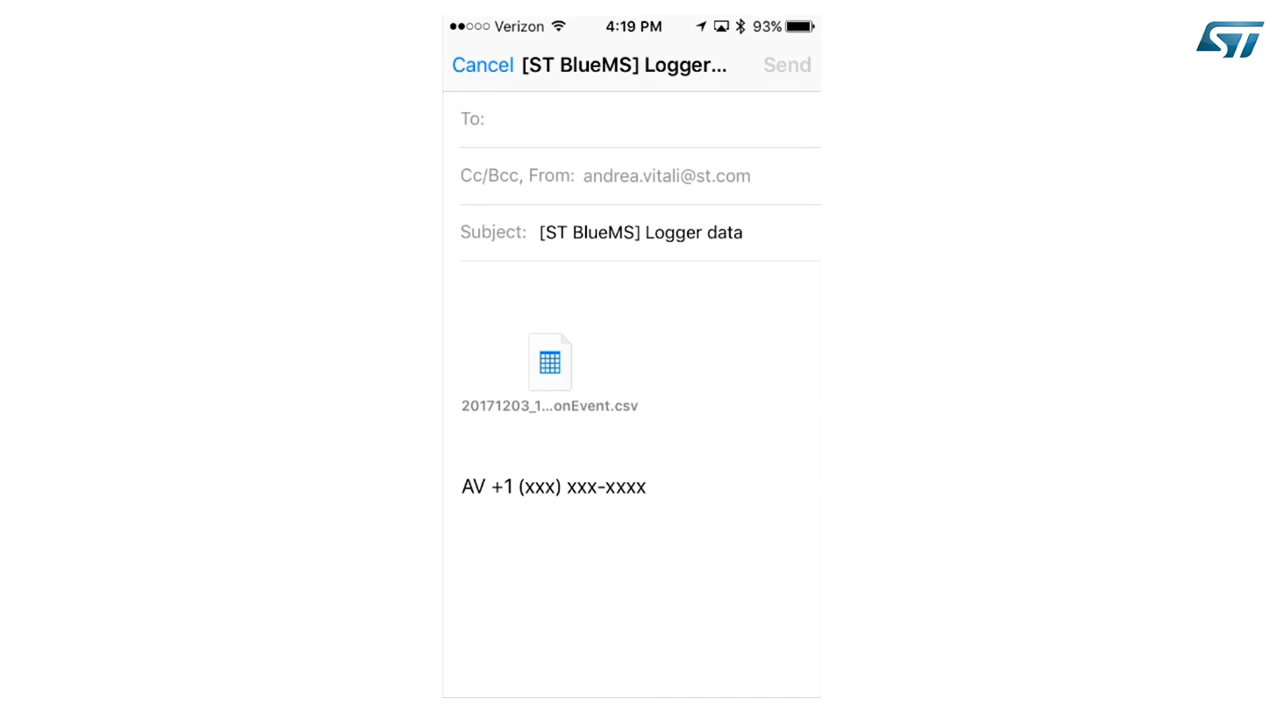 Verizon 4:19 PM 93%
Cancel [ST BlueMS] Logger... Send
To:
Cc/Bcc, From: andrea.vitali@st.com
Subject: [ST BlueMS] Logger data
20171203_1...onEvent.csv
AV +1 (xxx) xxx-xxxx
ST